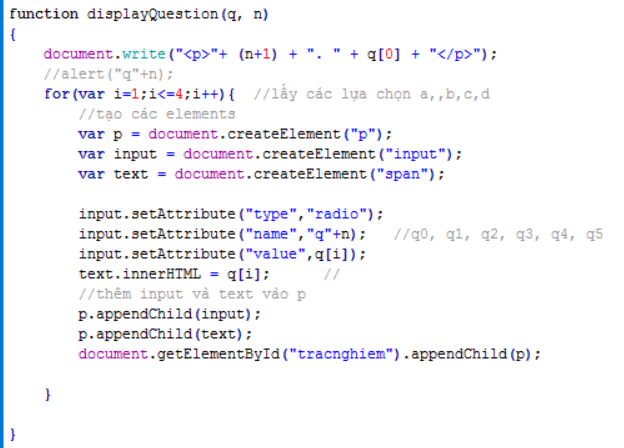 function displayQuestion(q, n)
{
document.write("<p>"+ (n+1) + ". " + q[0] + "</p>");
//alert("q"+n);
for(var i=1;i<=4;i++){ //lấy các lựa chọn a,,b,c,d
//tạo các elements
var p = document.createElement("p");
var input = document.createElement("input");
var text = document.createElement("span");
input.setAttribute("type","radio");
input.setAttribute("name","q"+n); //q0, q1, q2, q3, q4, q5
input.setAttribute("value",q[i]);
text.innerHTML = q[i]; //
//thêm input và text vào p
p.appendChild(input);
p.appendChild(text);
document.getElementById("tracnghiem").appendChild(p);
}
}